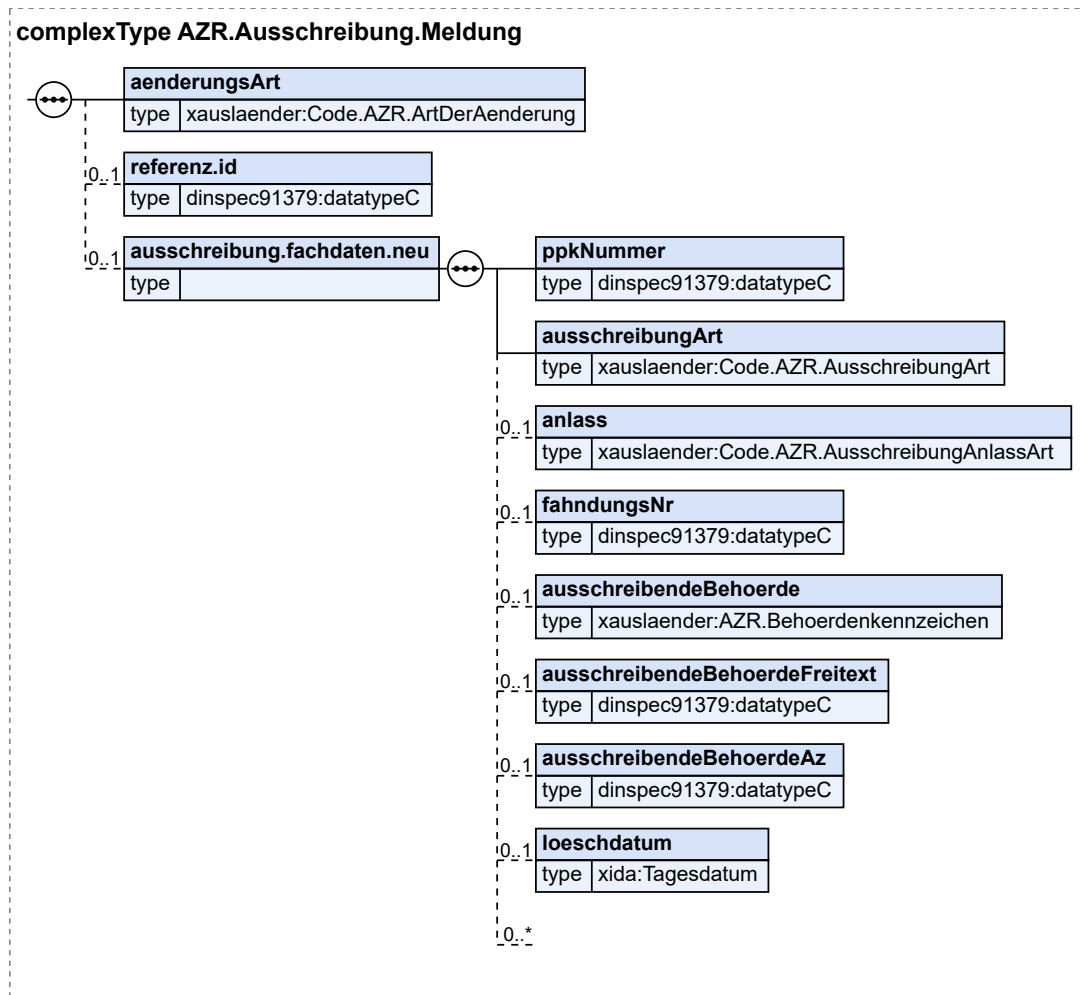 complexType AZR.Ausschreibung.Meldung
aenderungsArt
type xauslaender:Code.AZR.ArtDerAenderung
0..1 referenz.id
type dinspec91379:datatypeC
0..1 ausschreibung.fachdaten.neu
type
ppkNummer
type dinspec91379:datatypeC
ausschreibungArt
type xauslaender:Code.AZR.AusschreibungArt
0..1 anlass
type xauslaender:Code.AZR.AusschreibungAnlassArt
0..1 fahndungsNr
type dinspec91379:datatypeC
0..1 ausschreibendeBehoerde
type xauslaender:AZR.Behoerdenkennzeichen
0..1 ausschreibendeBehoerdeFreitext
type dinspec91379:datatypeC
0..1 ausschreibendeBehoerdeAz
type dinspec91379:datatypeC
0..1 loeschdatum
type xida:Tagesdatum
0..*